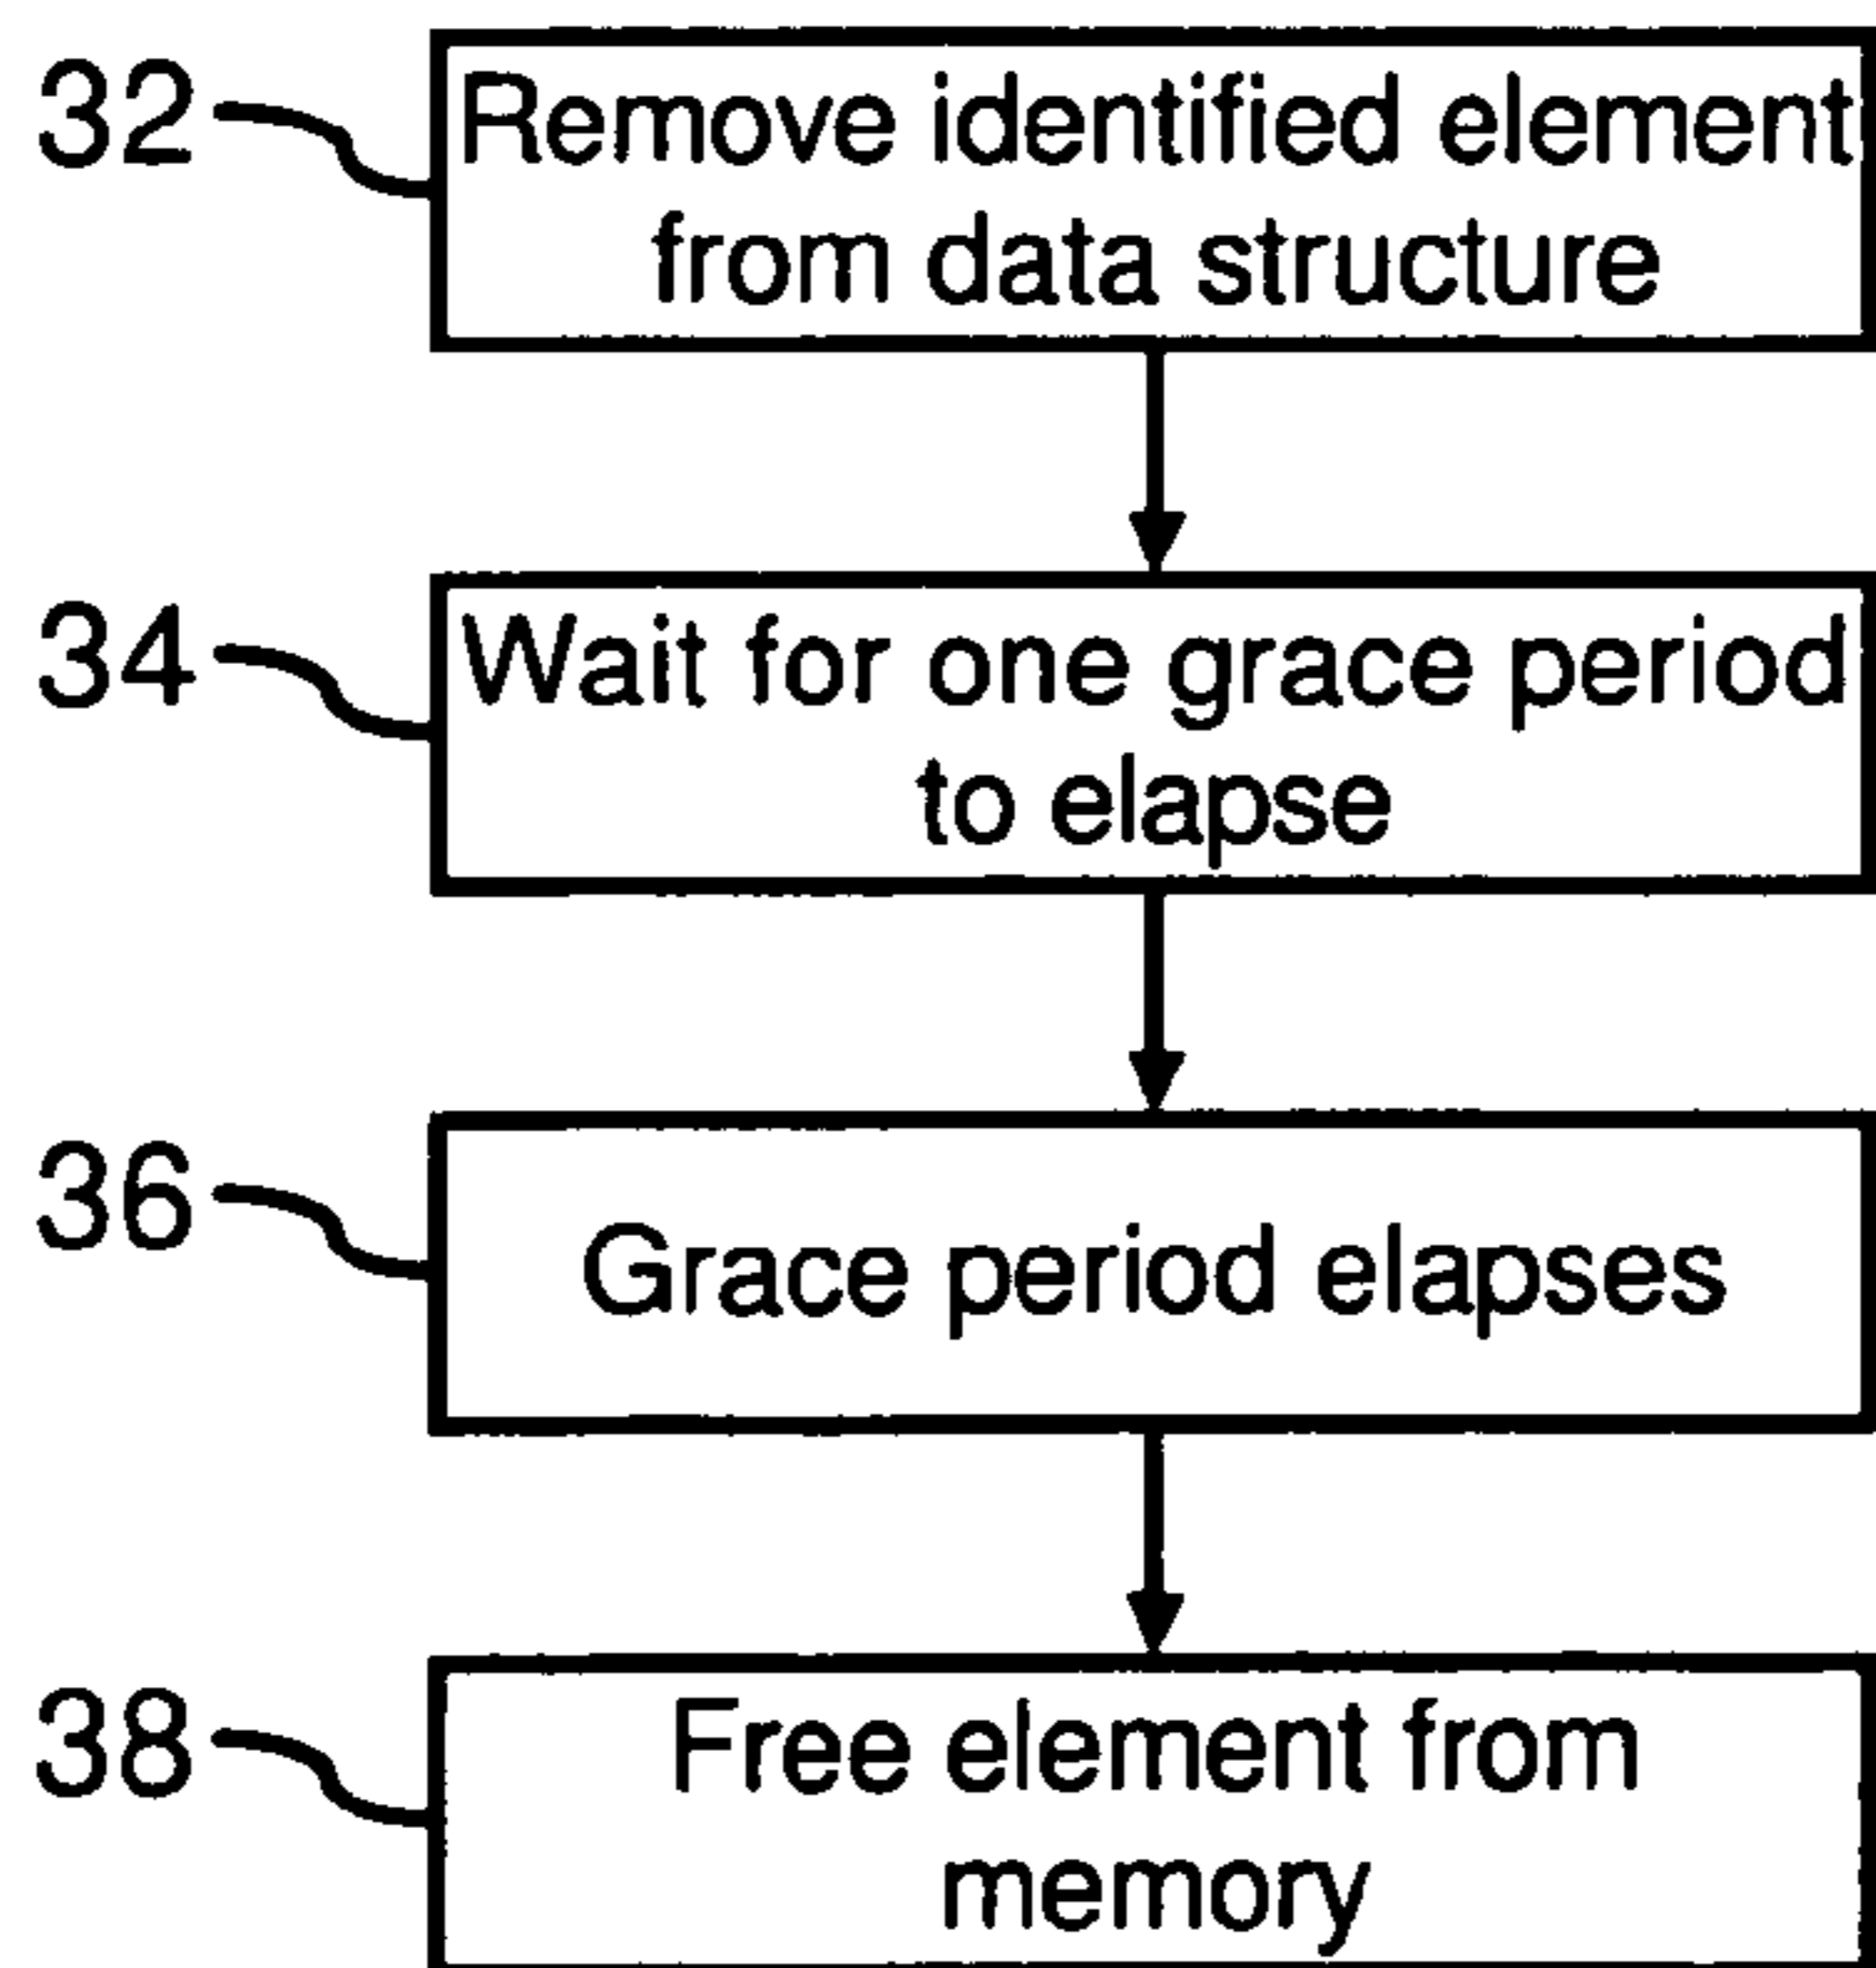 32
Remove identified element
from data structure
34
Wait for one grace period
to elapse
36
Grace period elapses
38
Free element from
memory